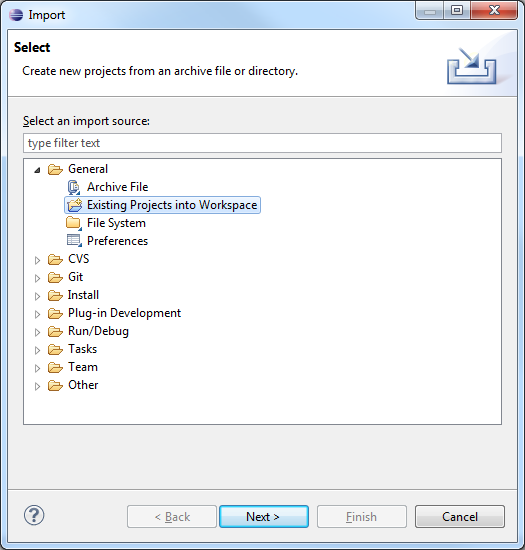 Import
Select
Create new projects from an archive file or directory.
Select an import source:
type filter text
General
Archive File
Existing Projects into Workspace
File System
Preferences
CVS
Git
Install
Plug-in Development
Run/Debug
Tasks
Team
Other
? < Back Next > Finish Cancel